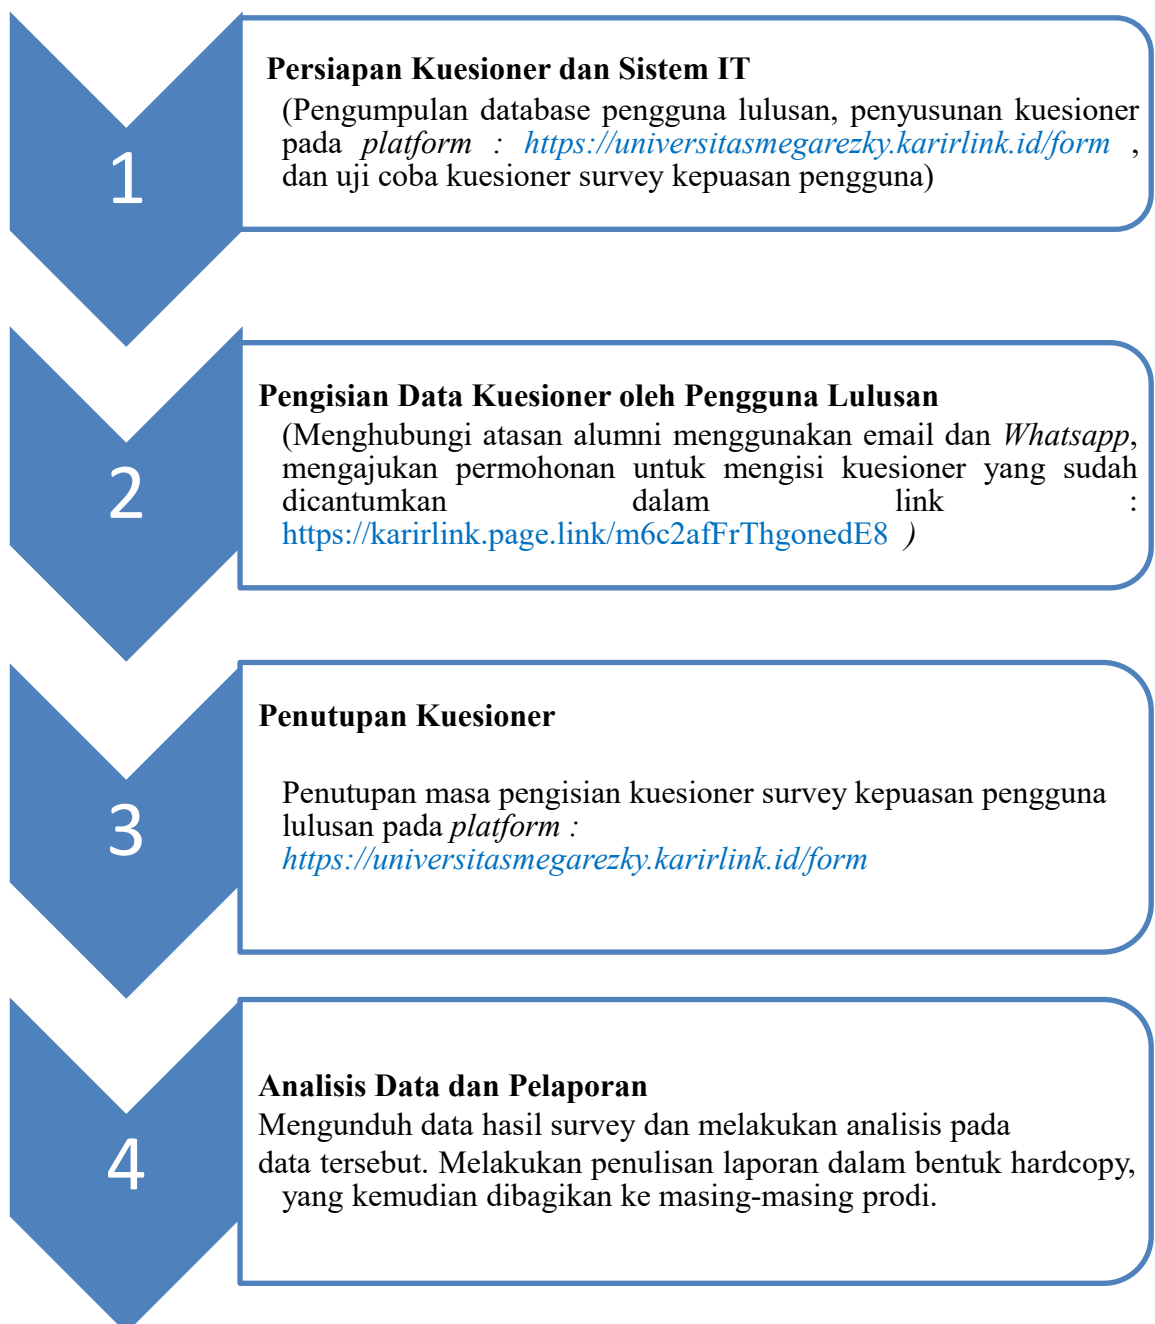 1
Persiapan Kuesioner dan Sistem IT
(Pengumpulan database pengguna lulusan, penyusunan kuesioner
pada platform : https://universitasmegarezky.karirlink.id/form ,
dan uji coba kuesioner survey kepuasan pengguna)
2
Pengisian Data Kuesioner oleh Pengguna Lulusan
(Menghubungi atasan alumni menggunakan email dan Whatsapp,
mengajukan permohonan untuk mengisi kuesioner yang sudah
dicantumkan dalam link :
https://karirlink.page.link/m6c2afFrThgonedE8 )
3
Penutupan Kuesioner
Penutupan masa pengisian kuesioner survey kepuasan pengguna
lulusan pada platform :
https://universitasmegarezky.karirlink.id/form
4
Analisis Data dan Pelaporan
Mengunduh data hasil survey dan melakukan analisis pada
data tersebut. Melakukan penulisan laporan dalam bentuk hardcopy,
yang kemudian dibagikan ke masing-masing prodi.